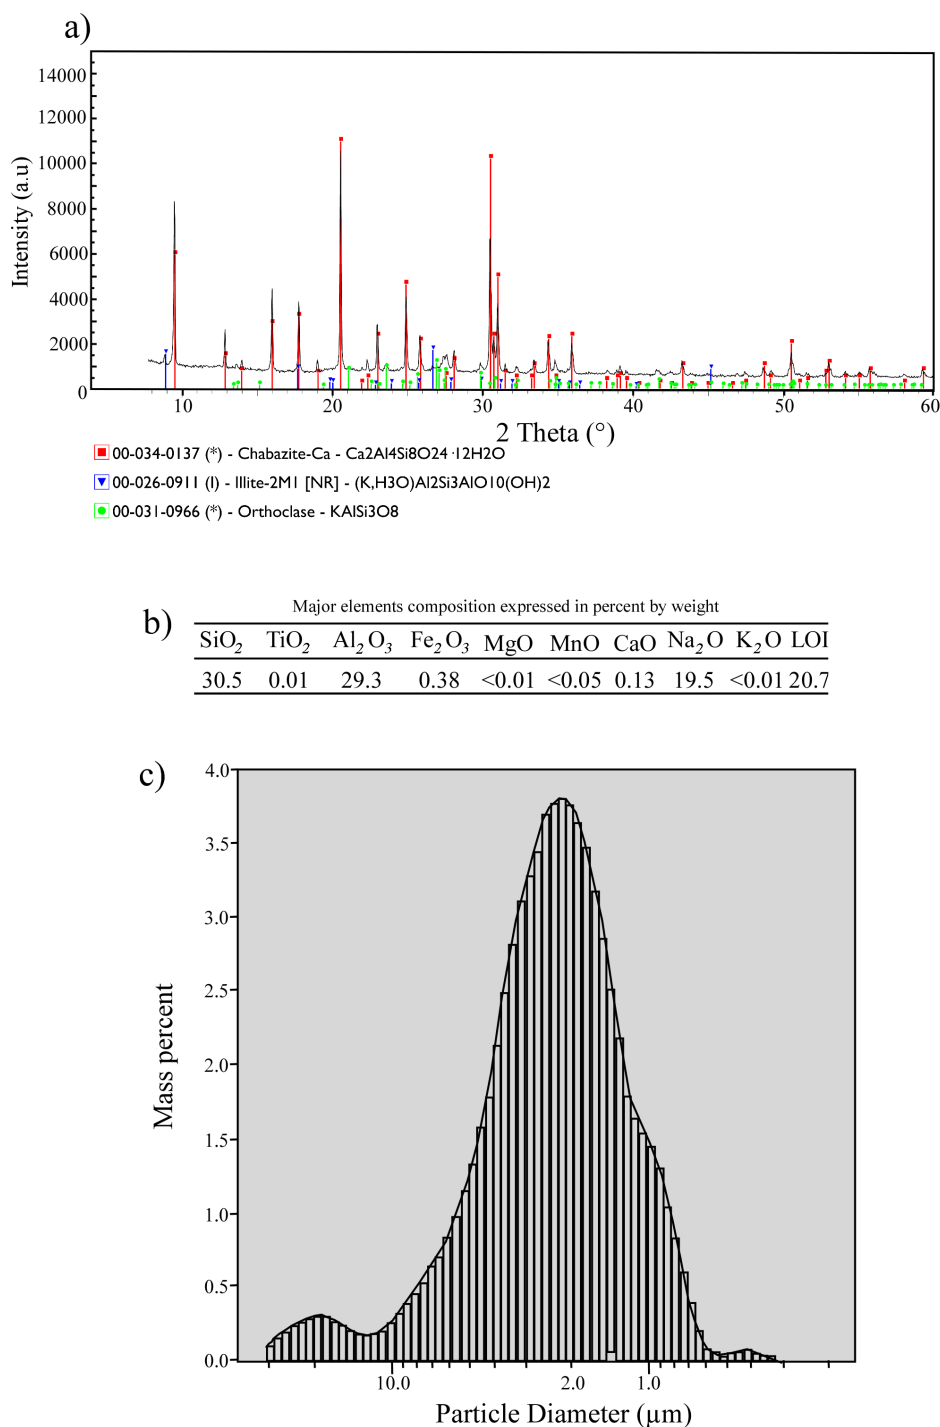 a)
Intensity (a.u)
14000
12000
10000
8000
6000
4000
2000
0
10 20 30 40 50 60
2 Theta (°)
00-034-0137 (*) - Chabazite-Ca - Ca2Al4Si8O24 ·12H2O
00-026-0911 (I) - Illite-2M1 [NR] - (K,H3O)Al2Si3AlO10(OH)2
00-031-0966 (*) - Orthoclase - KAlSi3O8
Major elements composition expressed in percent by weight
b)
SiO2 TiO2 Al2O3 Fe2O3 MgO MnO CaO Na2O K2O LOI
30.5 0.01 29.3 0.38 <0.01 <0.05 0.13 19.5 <0.01 20.7
c)
Mass percent
4.0
3.5
3.0
2.5
2.0
1.5
1.0
0.5
0.0
10.0 2.0 1.0
Particle Diameter (µm)